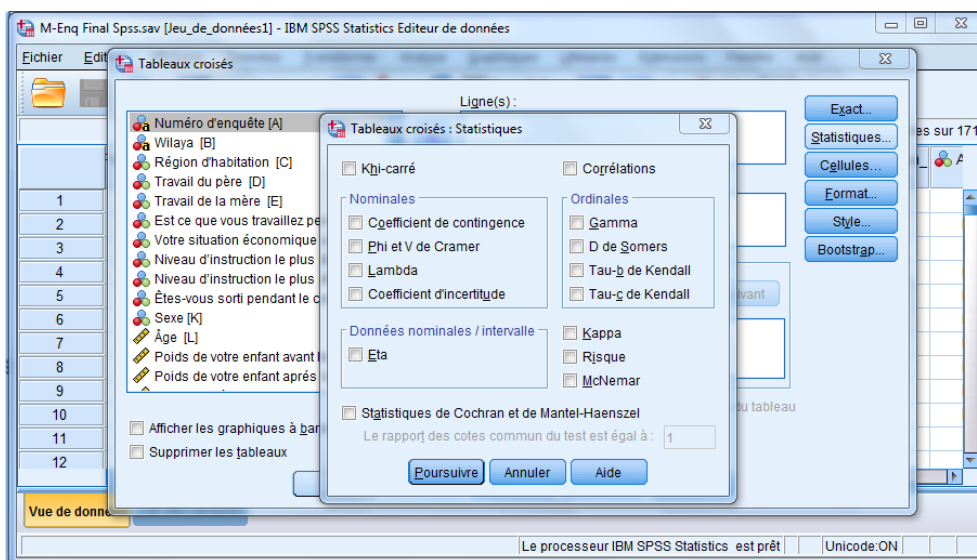 M-Enq Final Spss.sav [Jeu_de_données1] - IBM SPSS Statistics Editeur de données
Fichier Edit
Tableaux croisés
Ligne(s) :
Numéro d'enquête [A]
Wilaya [B]
Région d'habitation [C]
Travail du père [D]
Travail de la mère [E]
Est ce que vous travaillez pe
Votre situation économique
Niveau d'instruction le plus
Niveau d'instruction le plus
Êtes-vous sorti pendant le c
Sexe [K]
Âge [L]
Poids de votre enfant avant
Poids de votre enfant aprés
Afficher les graphiques à bar
Supprimer les tableaux
Exact...
Statistiques...
Cellules...
Format...
Style...
Bootstrap...
es sur 171
1
2
3
4
5
6
7
8
9
10
11
12
Tableaux croisés : Statistiques
Khi-carré
Corrélations
Nominales
Coefficient de contingence
Phi et V de Cramer
Lambda
Coefficient d'incertitude
Ordinales
Gamma
D de Somers
Tau-b de Kendall
Tau-c de Kendall
Données nominales / intervalle
Eta
Kappa
Risque
McNemar
Statistiques de Cochran et de Mantel-Haenszel
Le rapport des cotes commun du test est égal à : 1
Poursuivre Annuler Aide
ivant
du tableau
Vue de donné
Le processeur IBM SPSS Statistics est prêt Unicode:ON